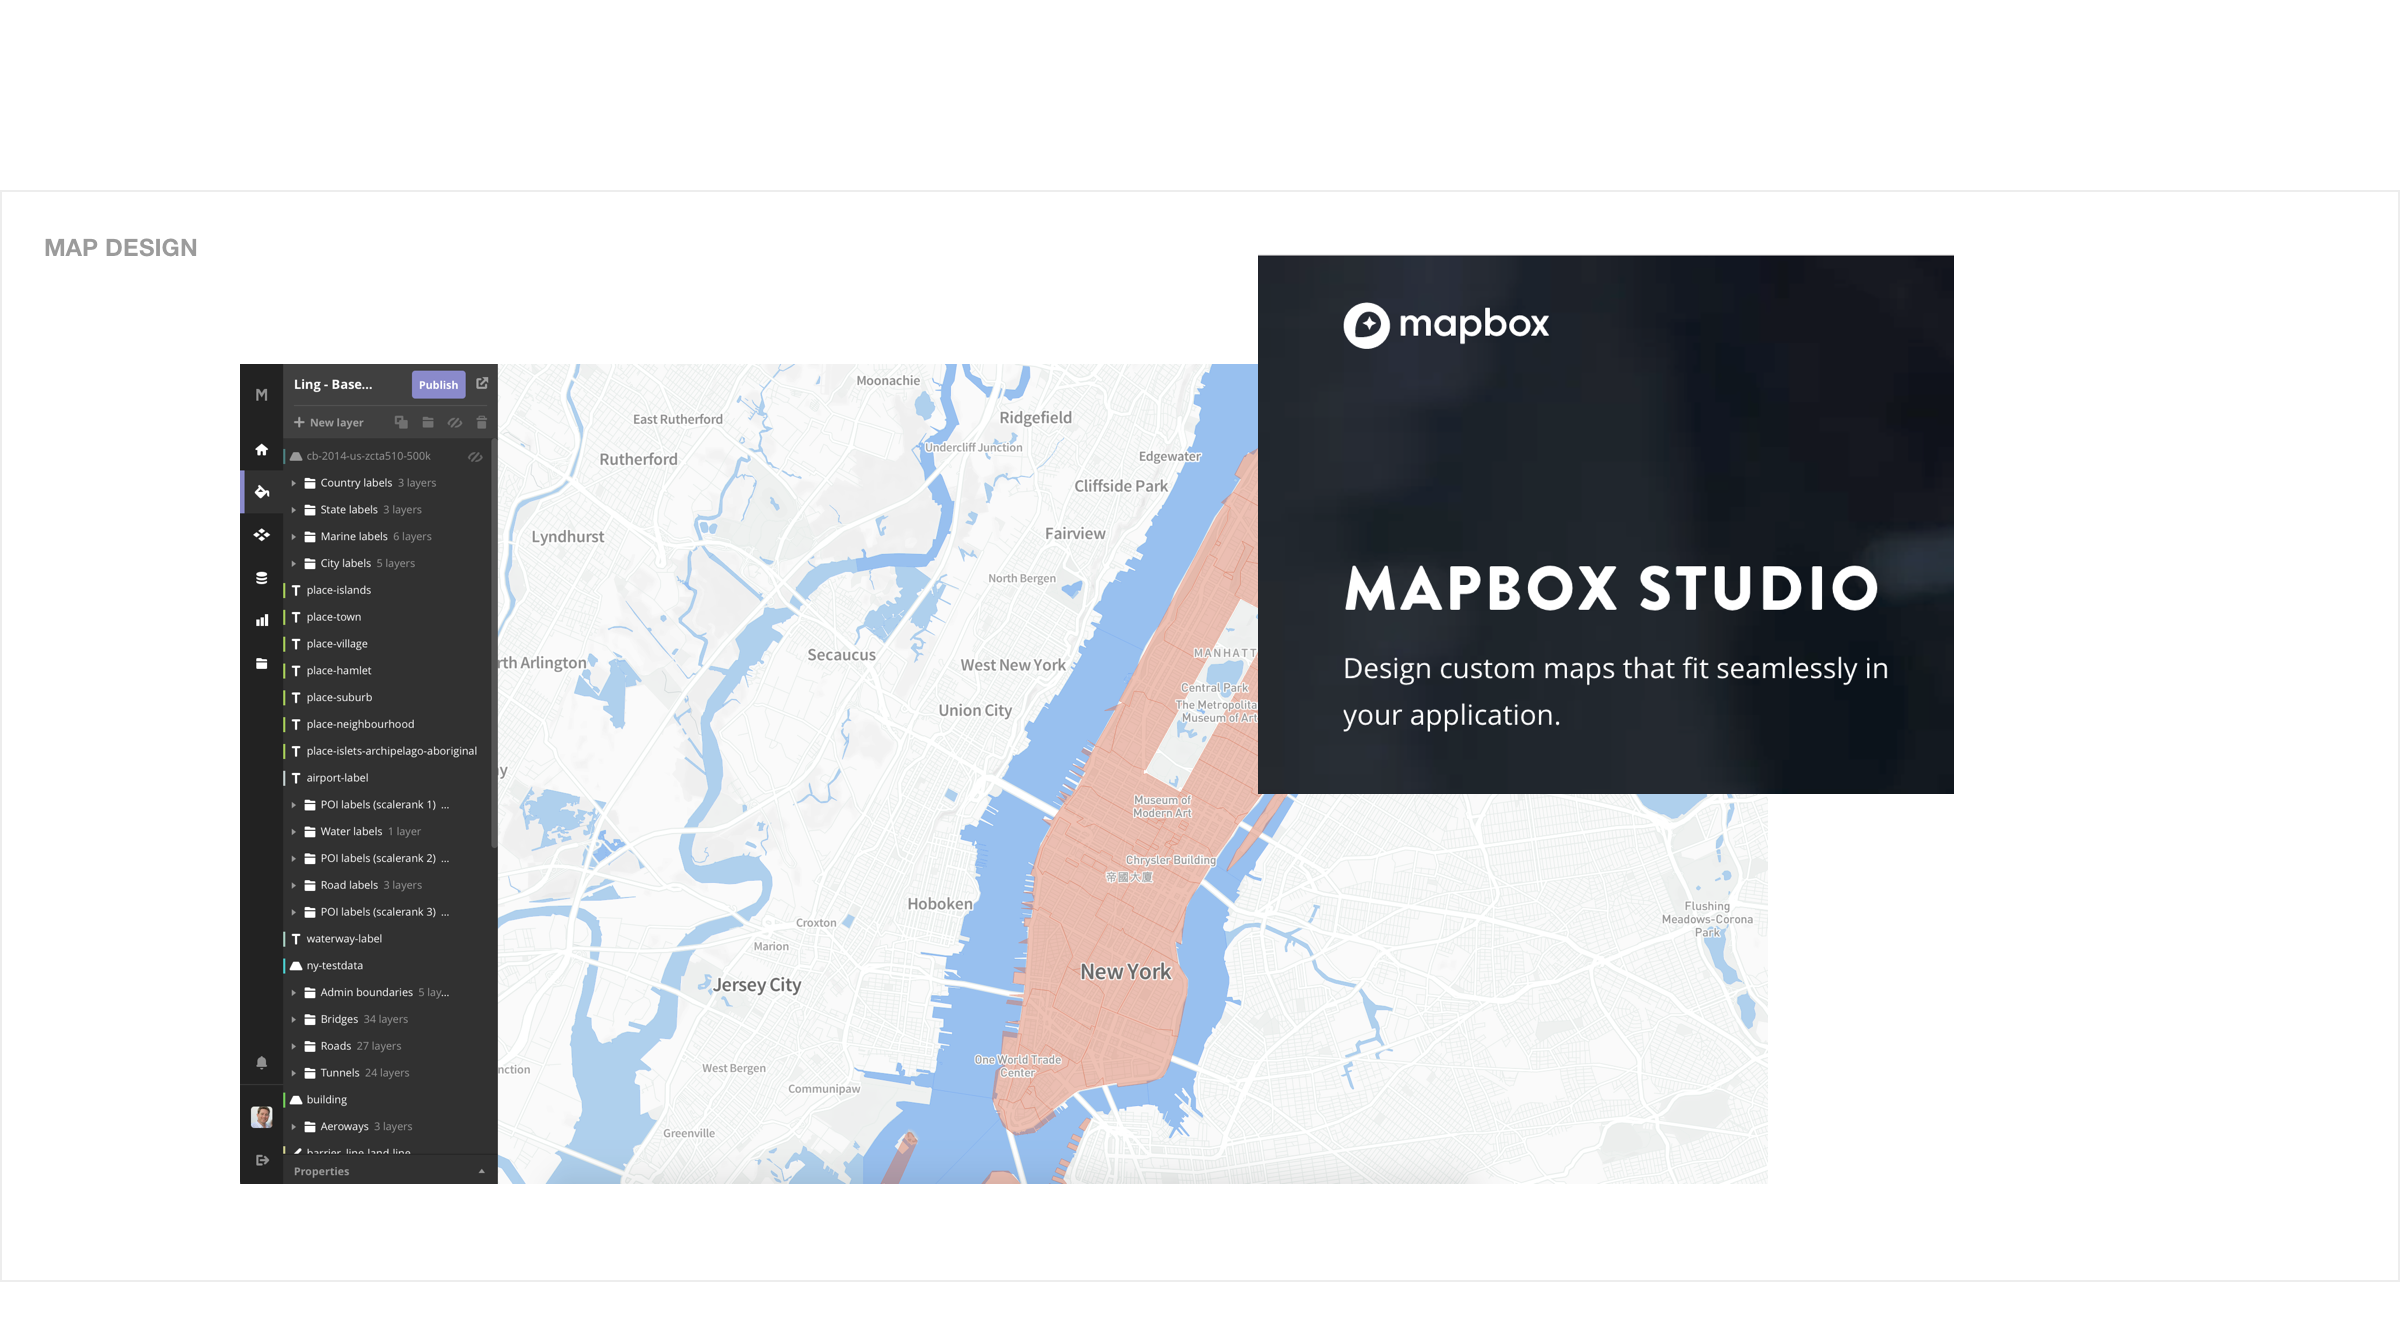 MAP DESIGN
mapbox
MAPBOX STUDIO
Design custom maps that fit seamlessly in
your application.
M
Ling - Base...
Publish
New layer
cb-2014-us-zcta510-500k
Country labels 3 layers
State labels 3 layers
Marine labels 6 layers
City labels 5 layers
place-islands
place-town
place-village
place-hamlet
place-suburb
place-neighbourhood
place-islets-archipelago-aboriginal
airport-label
POI labels (scalerank 1) ...
Water labels 1 layer
POI labels (scalerank 2) ...
Road labels 3 layers
POI labels (scalerank 3) ...
waterway-label
ny-testdata
Admin boundaries 5 lay...
Bridges 34 layers
Roads 27 layers
Tunnels 24 layers
building
Aeroways 3 layers
barrier_line-land-line
Properties
Moonachie
East Rutherford
Ridgefield
Undercliff Junction
Rutherford
Edgewater
Cliffside Park
Lyndhurst
Fairview
North Bergen
rth Arlington
Secaucus
West New York
MANHATT
Central Park
The Metropolita
Museum of Art
Union City
y
Museum of
Modern Art
Chrysler Building
帝國大廈
Hoboken
Flushing
Meadows-Corona
Park
Croxton
Marion
New York
Jersey City
One World Trade
Center
nction
West Bergen
Communipaw
Greenville